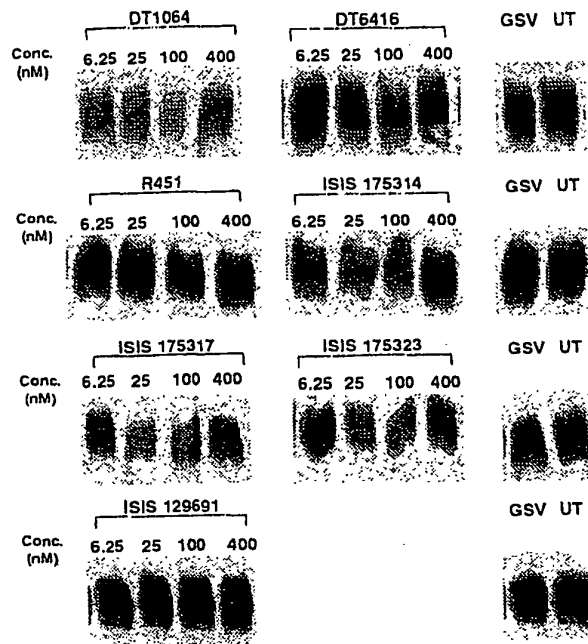 DT1064 DT6416 GSV UT
Conc. (nM) 6.25 25 100 400 6.25 25 100 400
R451 ISIS 175314 GSV UT
Conc. (nM) 6.25 25 100 400 6.25 25 100 400
ISIS 175317 ISIS 175323 GSV UT
Conc. (nM) 6.25 25 100 400 6.25 25 100 400
ISIS 129691 GSV UT
Conc. (nM) 6.25 25 100 400